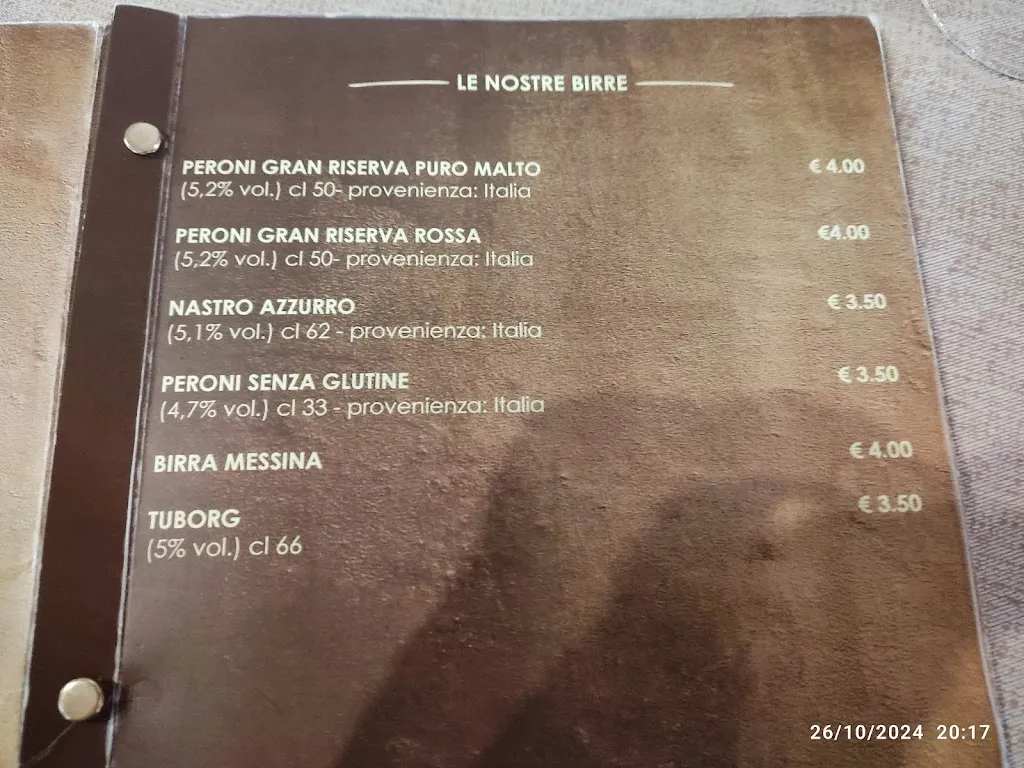 LE NOSTRE BIRRE
PERONI GRAN RISERVA PURO MALTO € 4.00
(5,2% vol.) cl 50- provenienza: Italia
PERONI GRAN RISERVA ROSSA €4.00
(5,2% vol.) cl 50- provenienza: Italia
NASTRO AZZURRO € 3.50
(5,1% vol.) cl 62 - provenienza: Italia
PERONI SENZA GLUTINE € 3.50
(4,7% vol.) cl 33 - provenienza: Italia
BIRRA MESSINA € 4.00
TUBORG € 3.50
(5% vol.) cl 66
26/10/2024 20:17